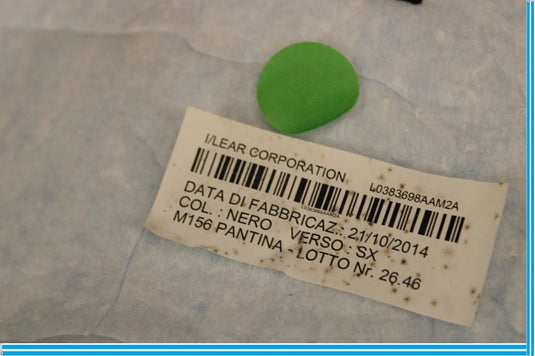 I/LEAR CORPORATION L0383698AAM2A
DATA DI FABBRICAZ.: 21/10/2014
COL. : NERO VERSO : SX
M156 PANTINA - LOTTO Nr. 26.46